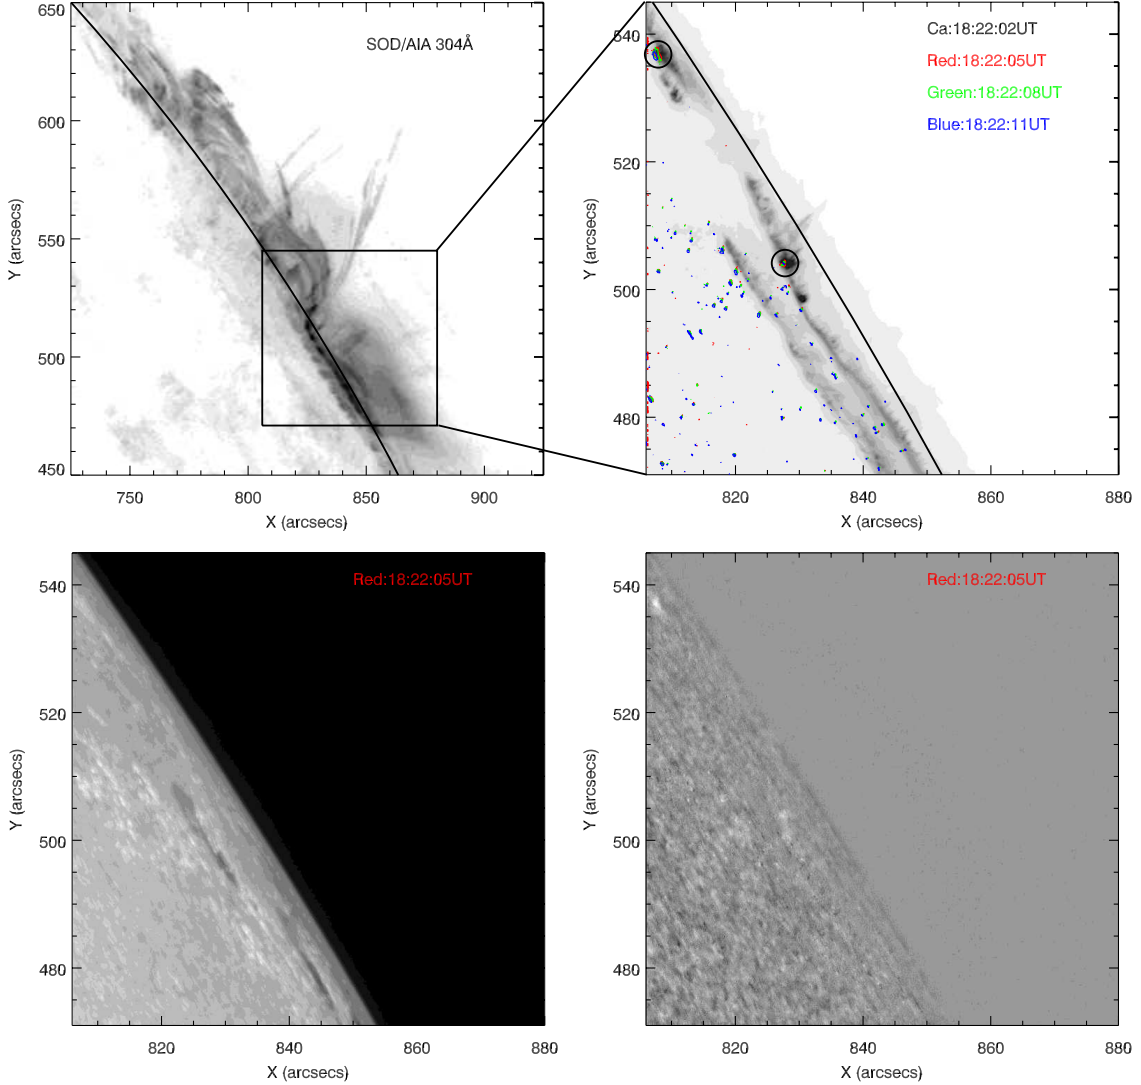 650
600
550
500
450
Y (arcsecs)
SOD/AIA 304Å
750
800
850
900
X (arcsecs)
540
520
500
480
Y (arcsecs)
Ca:18:22:02UT
Red:18:22:05UT
Green:18:22:08UT
Blue:18:22:11UT
820
840
860
880
X (arcsecs)
540
520
500
480
Y (arcsecs)
Red:18:22:05UT
820
840
860
880
X (arcsecs)
540
520
500
480
Y (arcsecs)
Red:18:22:05UT
820
840
860
880
X (arcsecs)